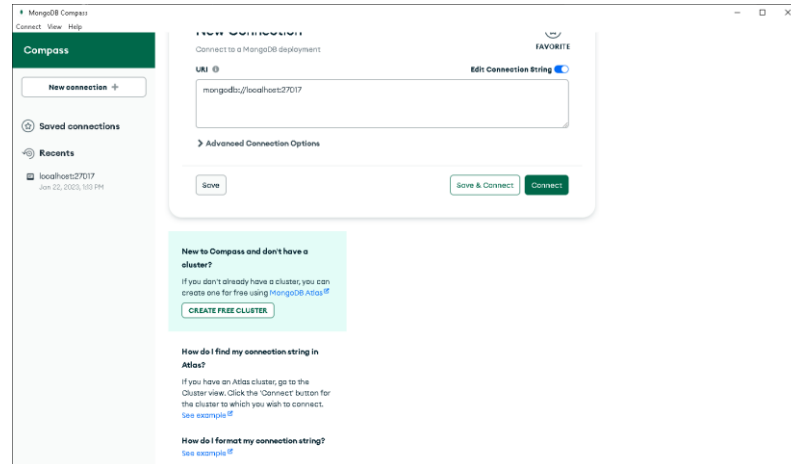 MongoDB Compass
Connect View Help
Compass
New connection +
Saved connections
Recents
localhost:27017
Jan 22, 2023, 1:13 PM
New Connection
Connect to a MongoDB deployment
FAVORITE
URI
Edit Connection String
mongodb://localhost:27017
Advanced Connection Options
Save
Save & Connect
Connect
New to Compass and don't have a
cluster?
If you don't already have a cluster, you can
create one for free using MongoDB Atlas
CREATE FREE CLUSTER
How do I find my connection string in
Atlas?
If you have an Atlas cluster, go to the
Cluster view. Click the 'Connect' button for
the cluster to which you wish to connect.
See example
How do I format my connection string?
See example